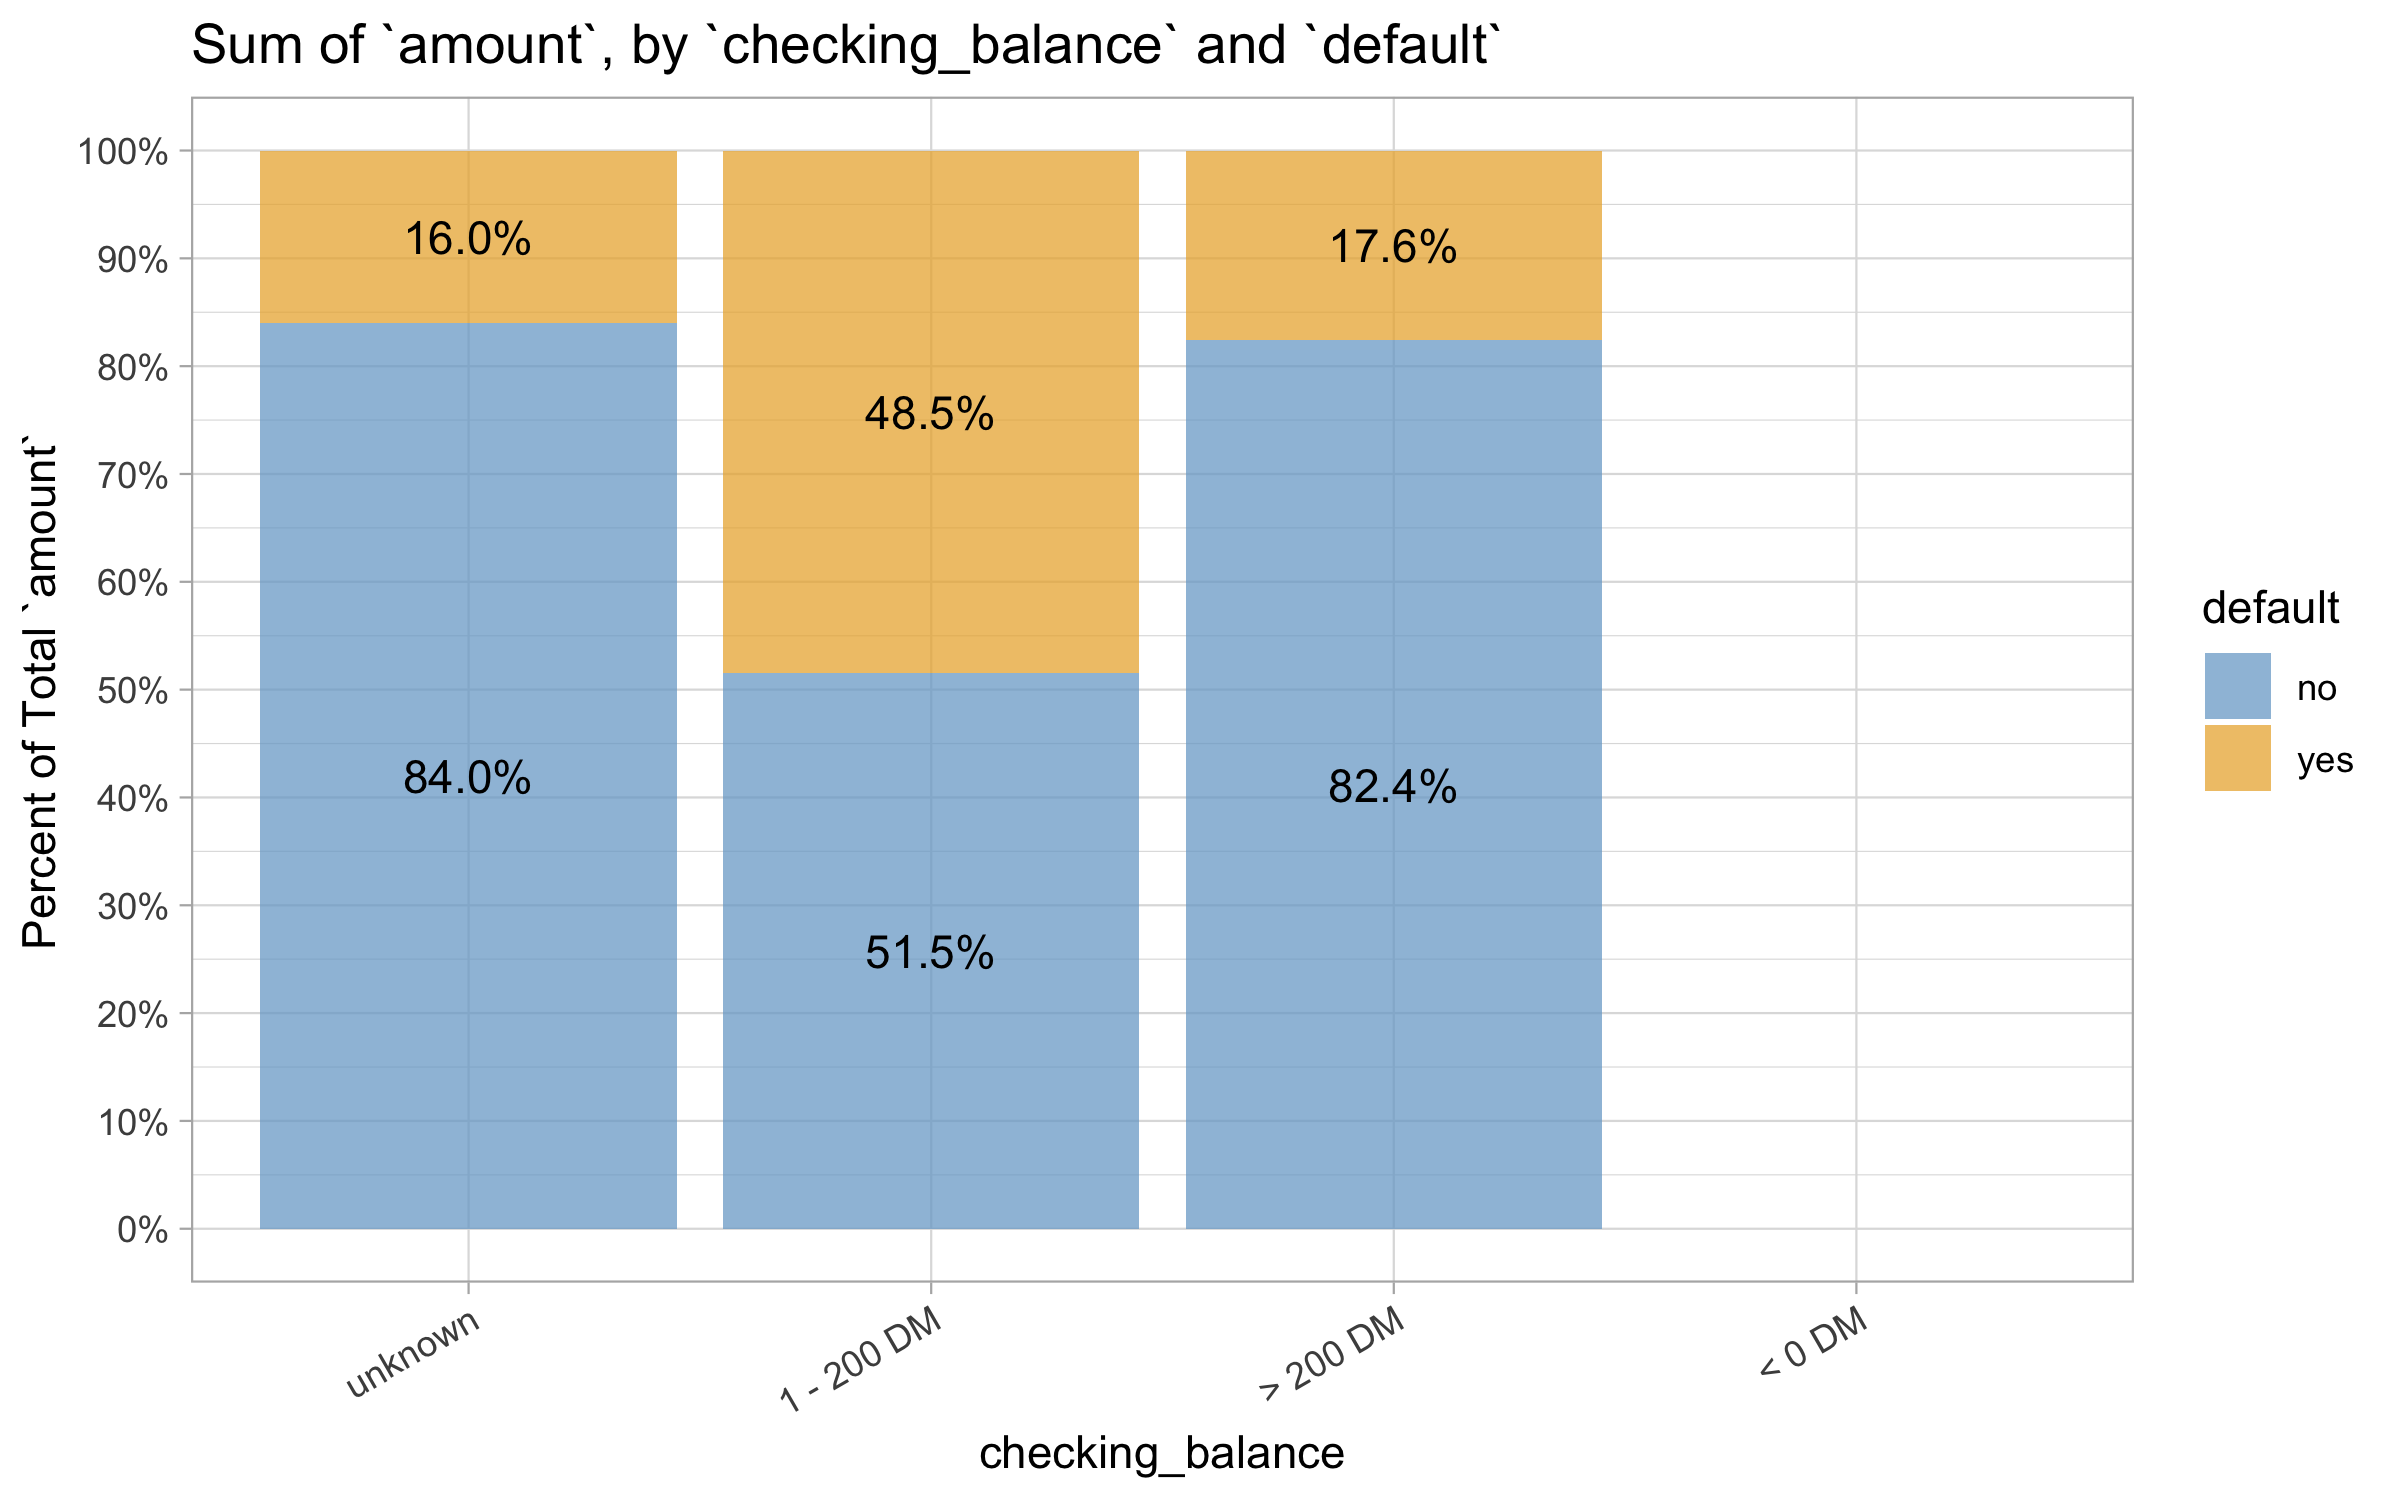 Sum of `amount`, by `checking_balance` and `default`
Percent of Total `amount`
100%
90%
80%
70%
60%
50%
40%
30%
20%
10%
0%
16.0%
84.0%
48.5%
51.5%
17.6%
82.4%
unknown
1 - 200 DM
> 200 DM
< 0 DM
checking_balance
default
no
yes